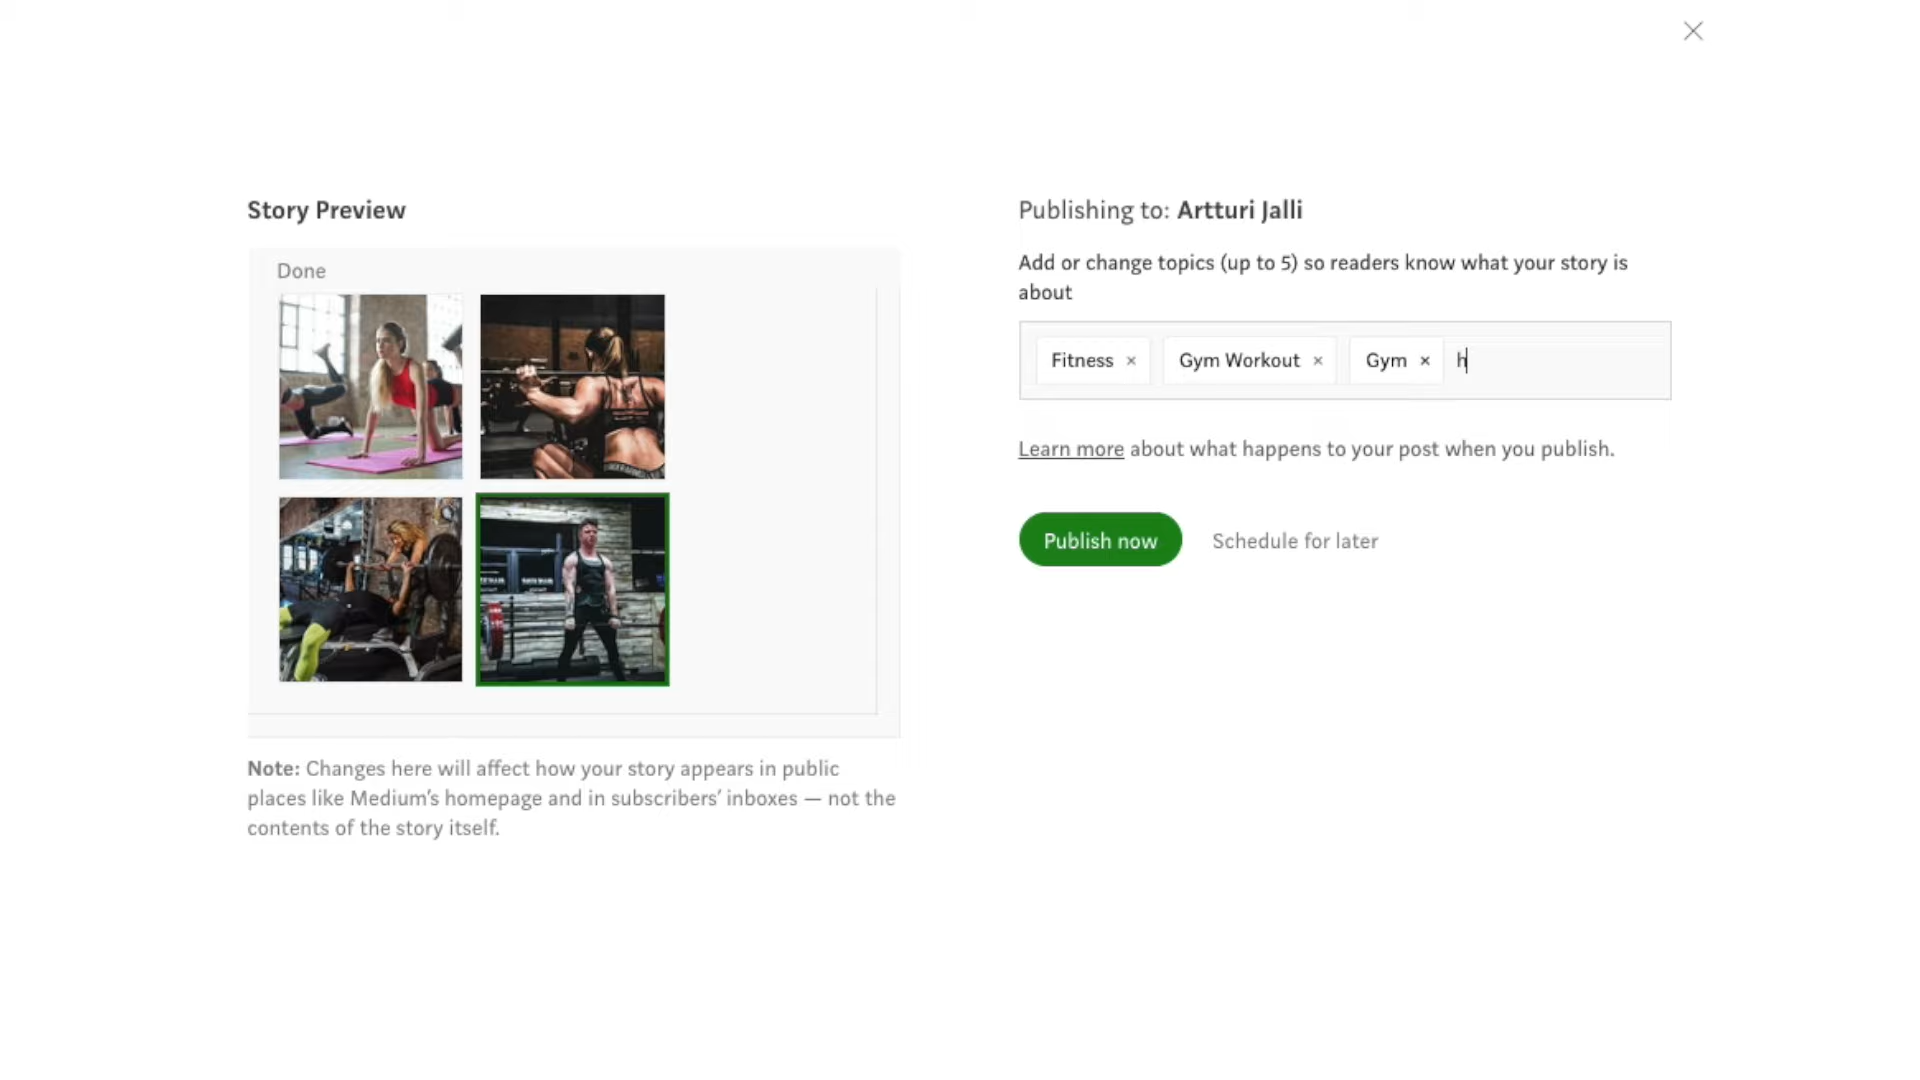 Story Preview
Done
Note: Changes here will affect how your story appears in public
places like Medium’s homepage and in subscribers’ inboxes — not the
contents of the story itself.
Publishing to: Artturi Jalli
Add or change topics (up to 5) so readers know what your story is
about
Fitness × Gym Workout × Gym × h
Learn more about what happens to your post when you publish.
Publish now Schedule for later